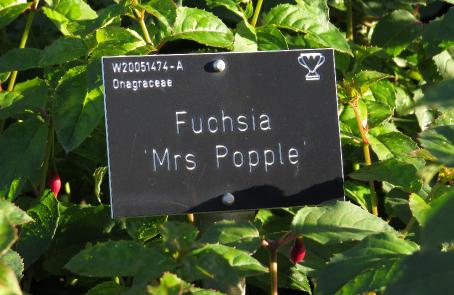 W20051474-A
Onagraceae
Fuchsia
'Mrs Popple'